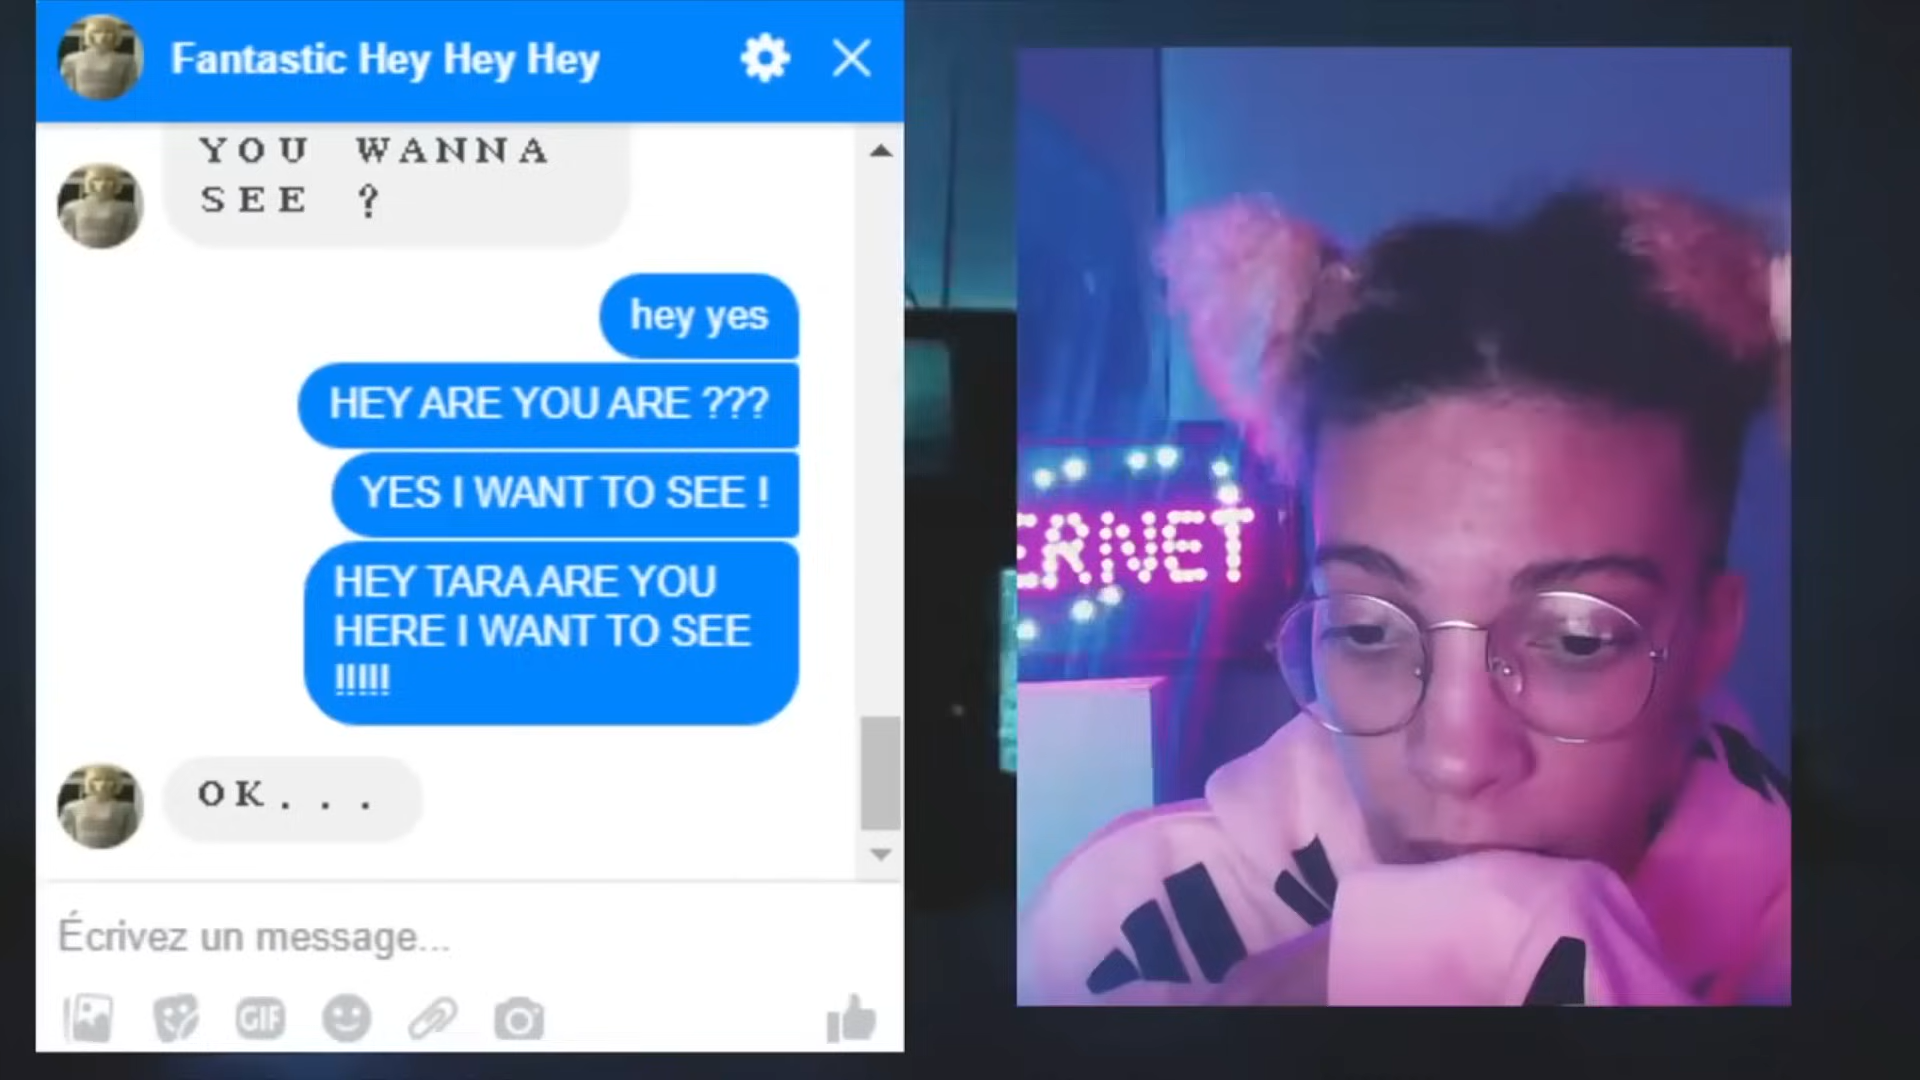 Fantastic Hey Hey Hey
YOU WANNA
SEE ?
hey yes
HEY ARE YOU ARE ???
YES I WANT TO SEE !
HEY TARA ARE YOU
HERE I WANT TO SEE
!!!!!
OK...
Écrivez un message...
GIF
ERNET